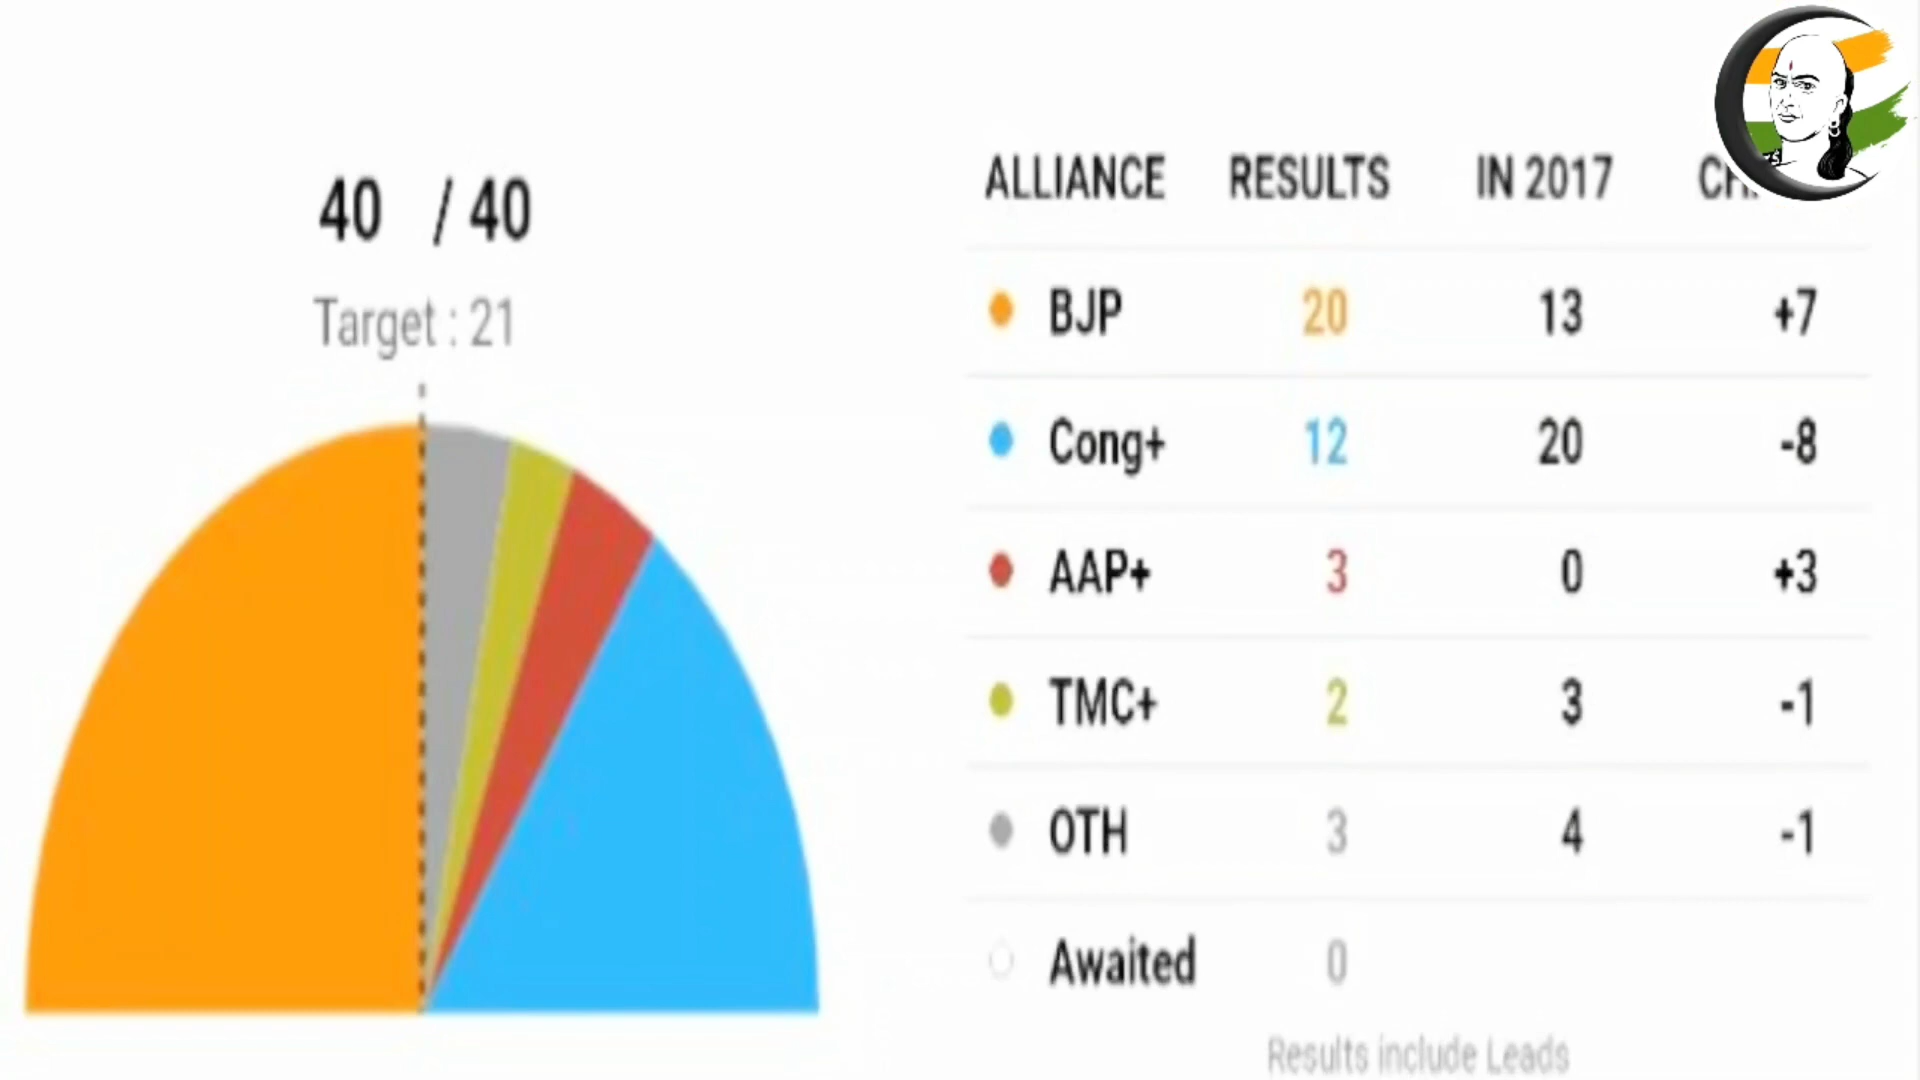 40 / 40
Target : 21
ALLIANCE RESULTS IN 2017
BJP 20 13 +7
Cong+ 12 20 -8
AAP+ 3 0 +3
TMC+ 2 3 -1
OTH 3 4 -1
Awaited 0
Results include Leads